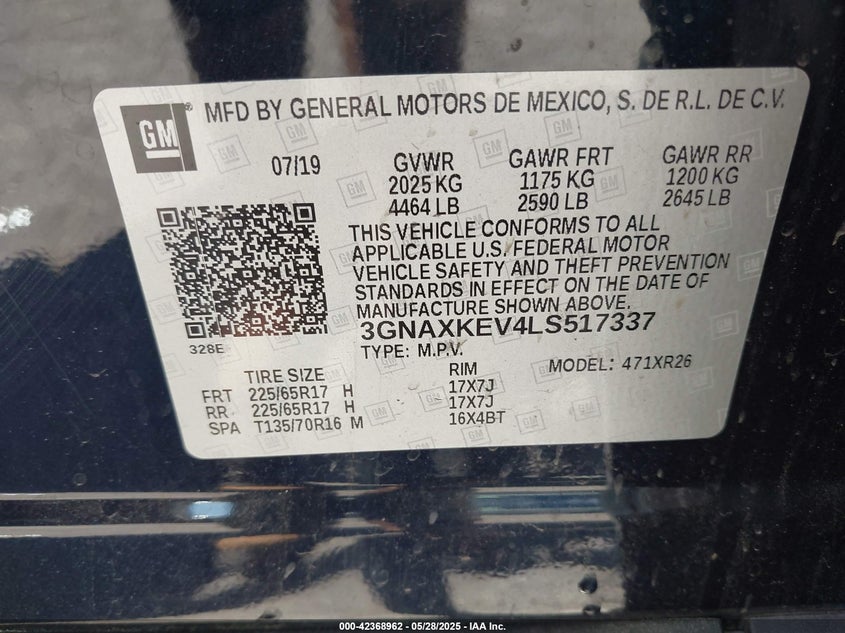 GM
MFD BY GENERAL MOTORS DE MEXICO, S. DE R.L. DE C.V.
07/19 GVWR GAWR FRT GAWR RR
2025 KG 1175 KG 1200 KG
4464 LB 2590 LB 2645 LB
THIS VEHICLE CONFORMS TO ALL
APPLICABLE U.S. FEDERAL MOTOR
VEHICLE SAFETY AND THEFT PREVENTION
STANDARDS IN EFFECT ON THE DATE OF
MANUFACTURE SHOWN ABOVE.
3GNAXKEV4LS517337
328E
TYPE: M.P.V. MODEL: 471XR26
TIRE SIZE RIM
FRT 225/65R17 H 17X7J
RR 225/65R17 H 17X7J
SPA T135/70R16 M 16X4BT
000-42368962 - 05/28/2025 - IAA Inc.